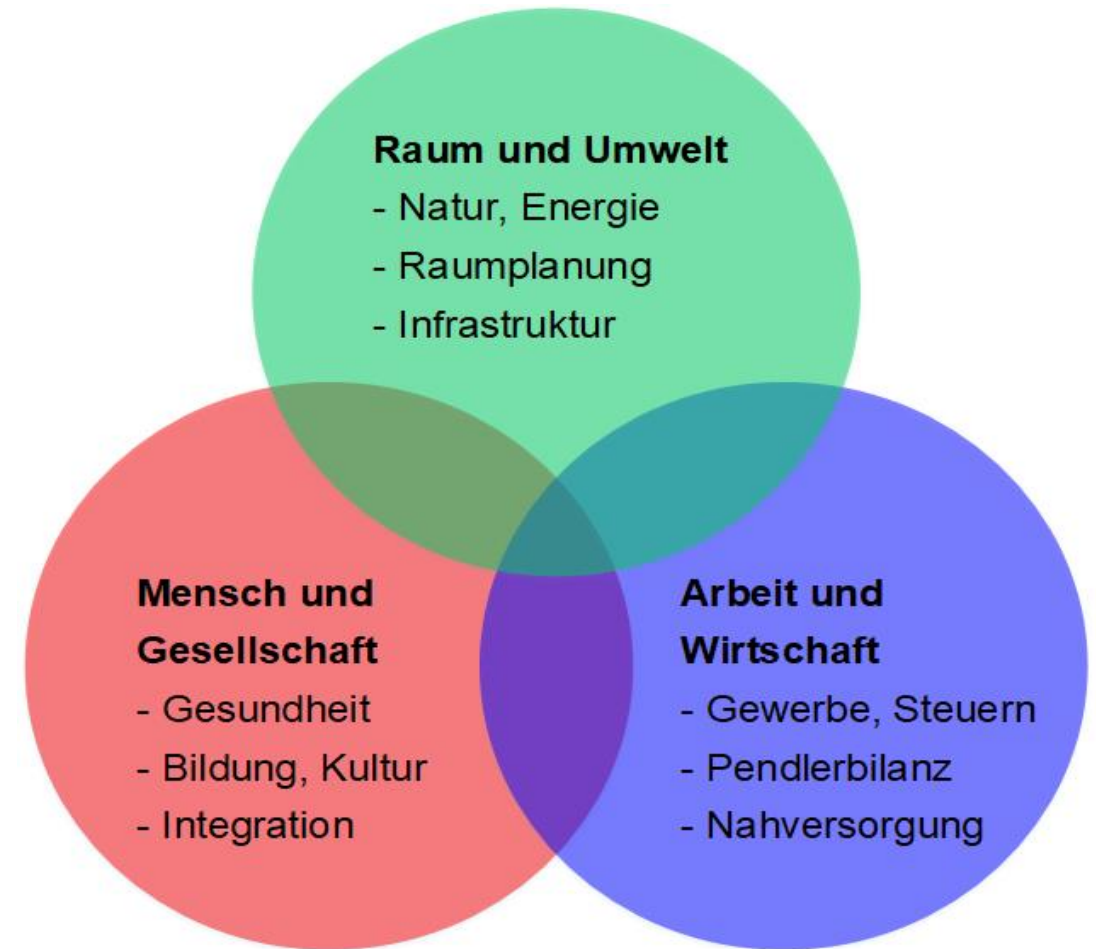 Raum und Umwelt
- Natur, Energie
- Raumplanung
- Infrastruktur
Mensch und
Gesellschaft
- Gesundheit
- Bildung, Kultur
- Integration
Arbeit und
Wirtschaft
- Gewerbe, Steuern
- Pendlerbilanz
- Nahversorgung